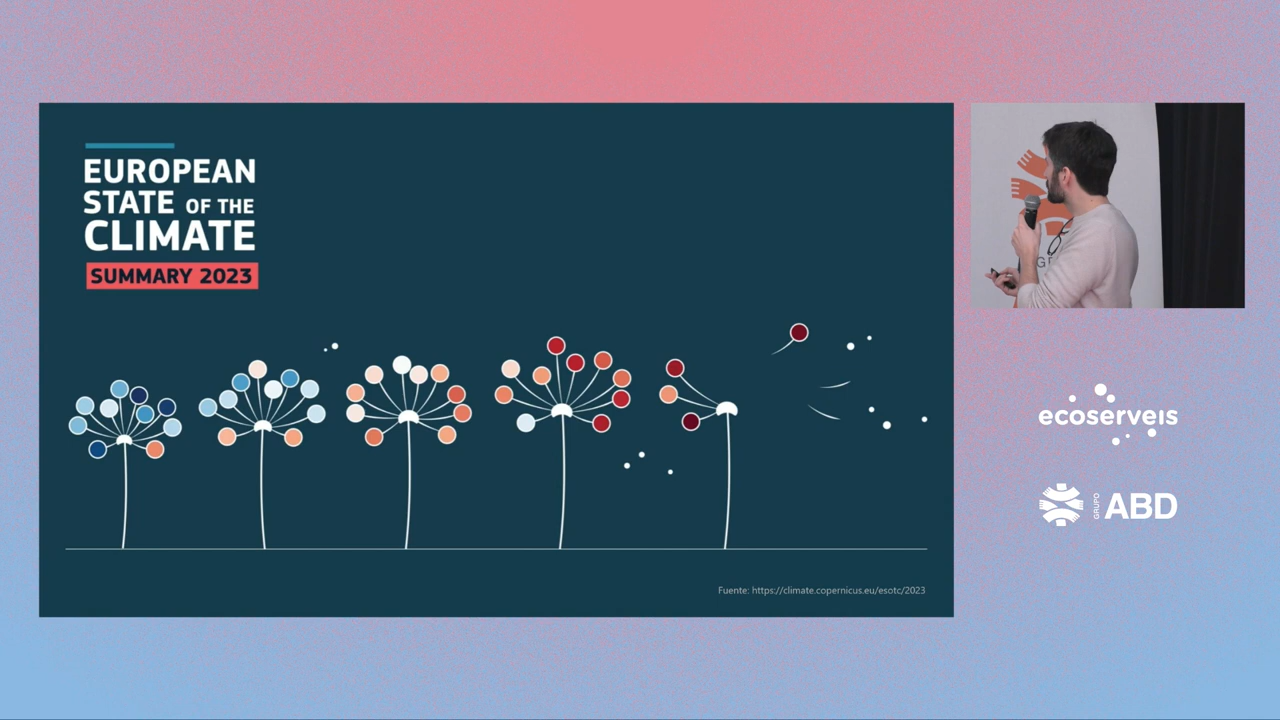 EUROPEAN
STATE OF THE
CLIMATE
SUMMARY 2023
Fuente: https://climate.copernicus.eu/esotc/2023
ecoserveis
GRUPO
ABD